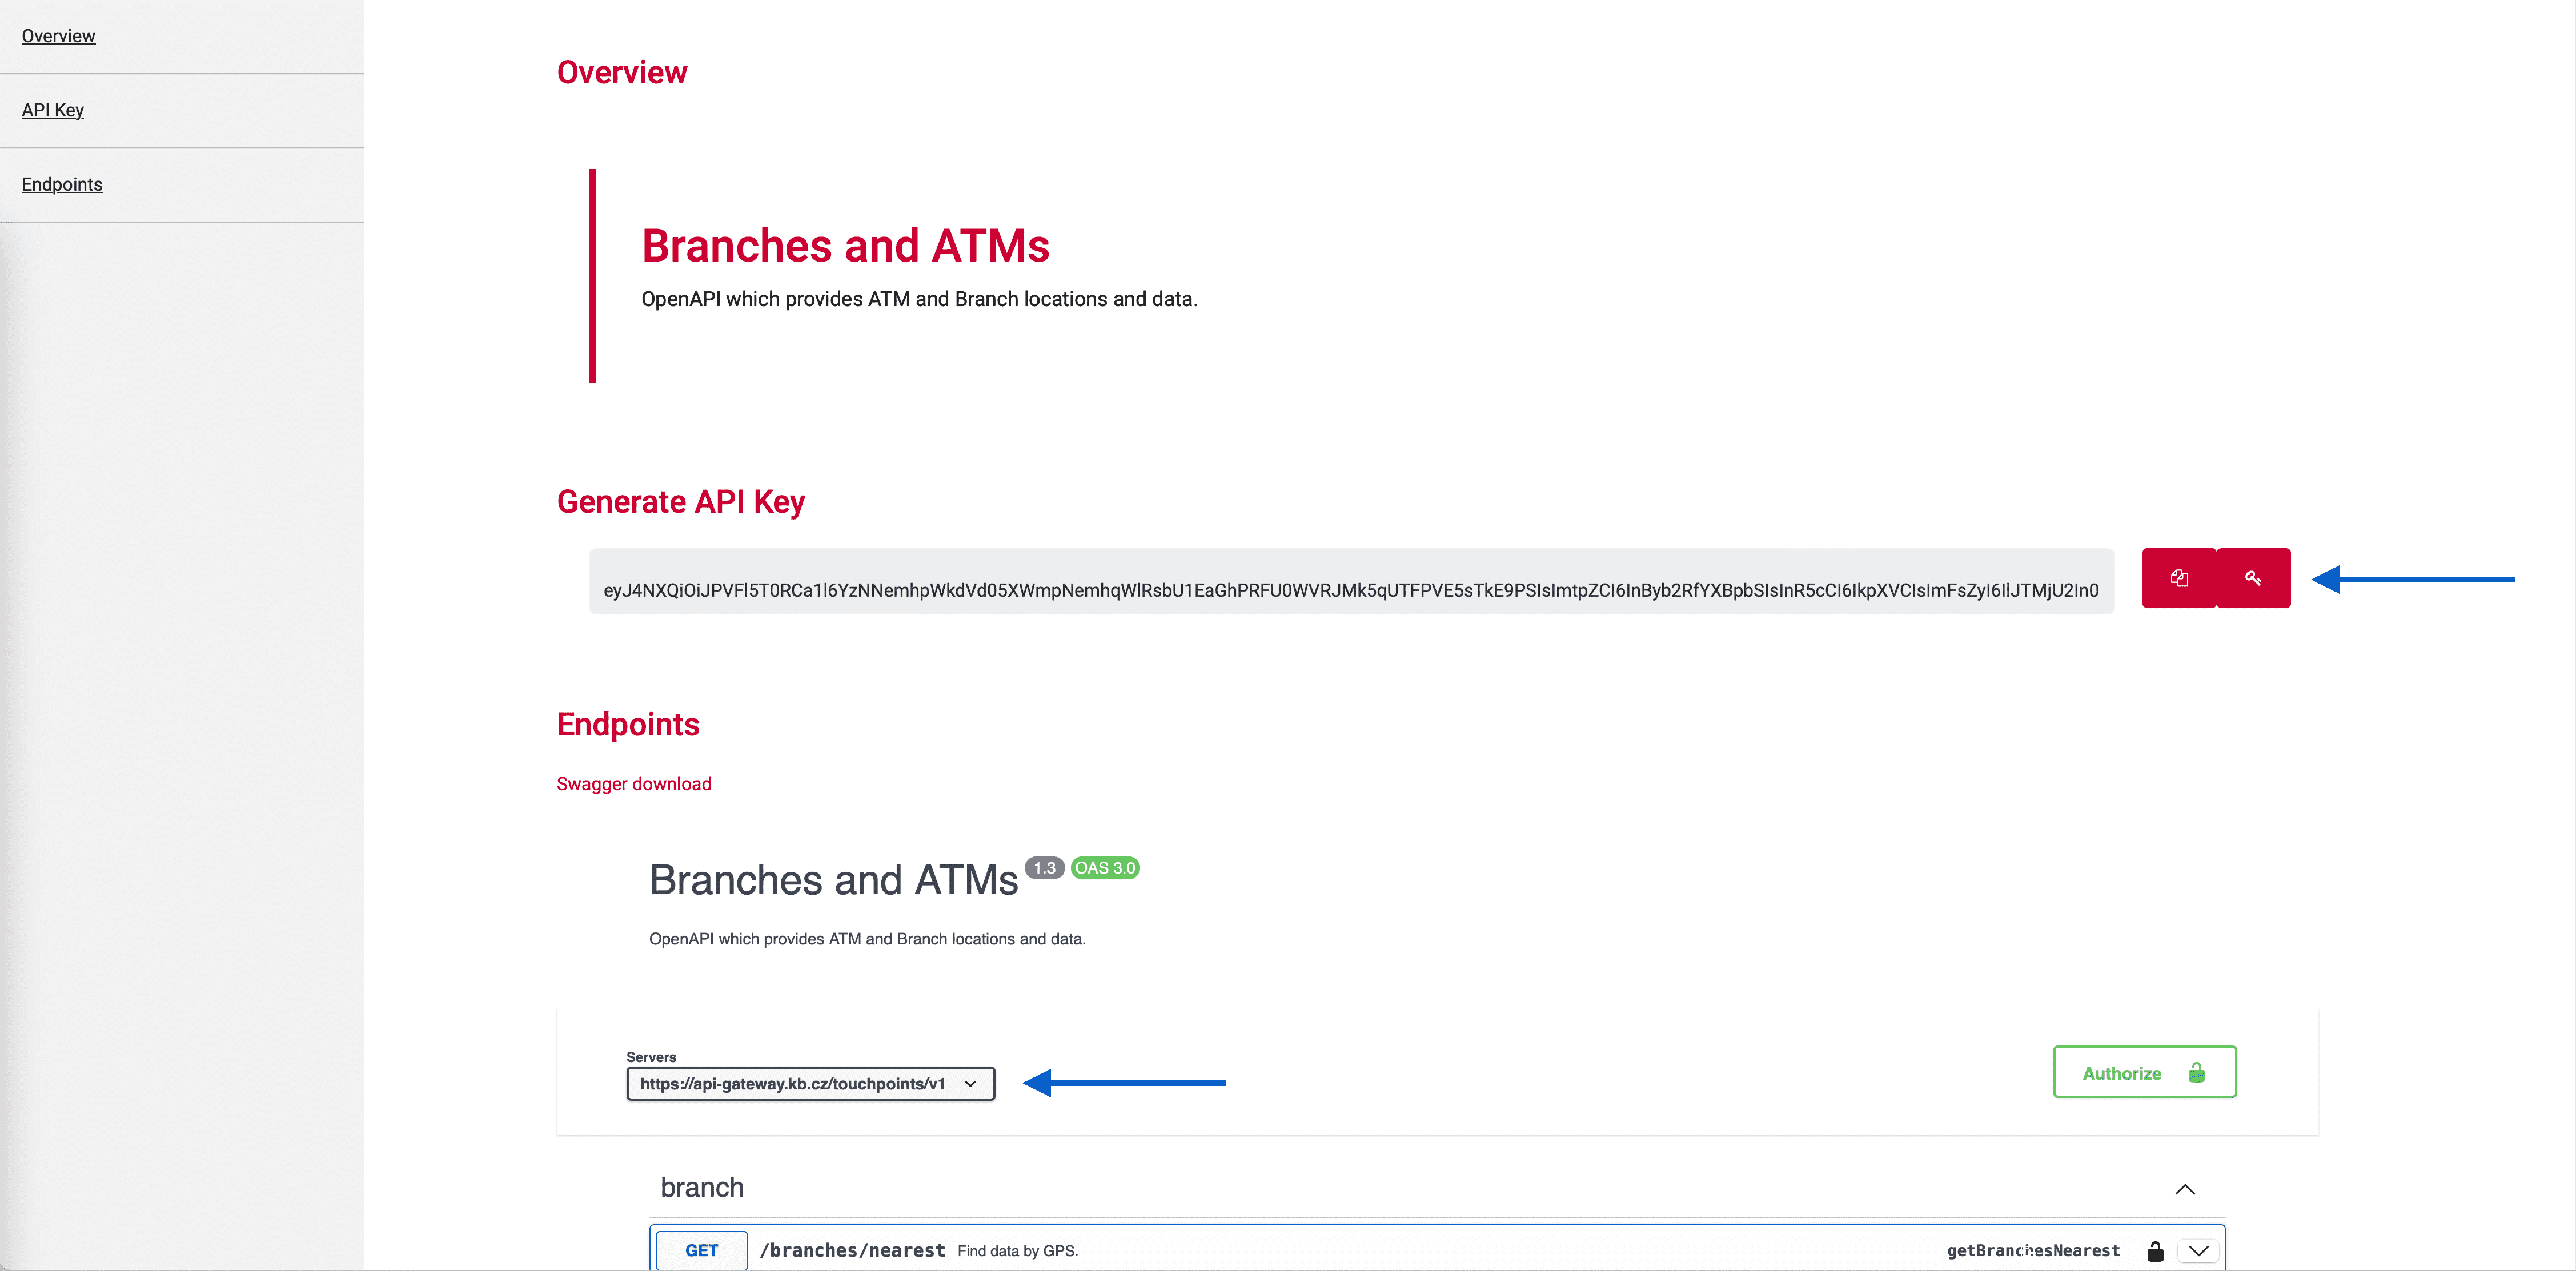 Overview
API Key
Endpoints
Overview
Branches and ATMs
OpenAPI which provides ATM and Branch locations and data.
Generate API Key
eyJ4NXQiOiJPVFl5T0RCa1l6YzNNemhpWkdVd05XWmpNemhqWlRsbU1EaGhPRFU0WVRJMk5qUTFPVE5sTkE9PSIsImtpZCI6InByb2RfYXBpbSIsInR5cCI6IkpXVCIsImFsZyI6IlJTMjU2In0
Endpoints
Swagger download
Branches and ATMs 1.3 OAS 3.0
OpenAPI which provides ATM and Branch locations and data.
Servers
https://api-gateway.kb.cz/touchpoints/v1
Authorize
branch
GET /branches/nearest Find data by GPS. getBranchesNearest